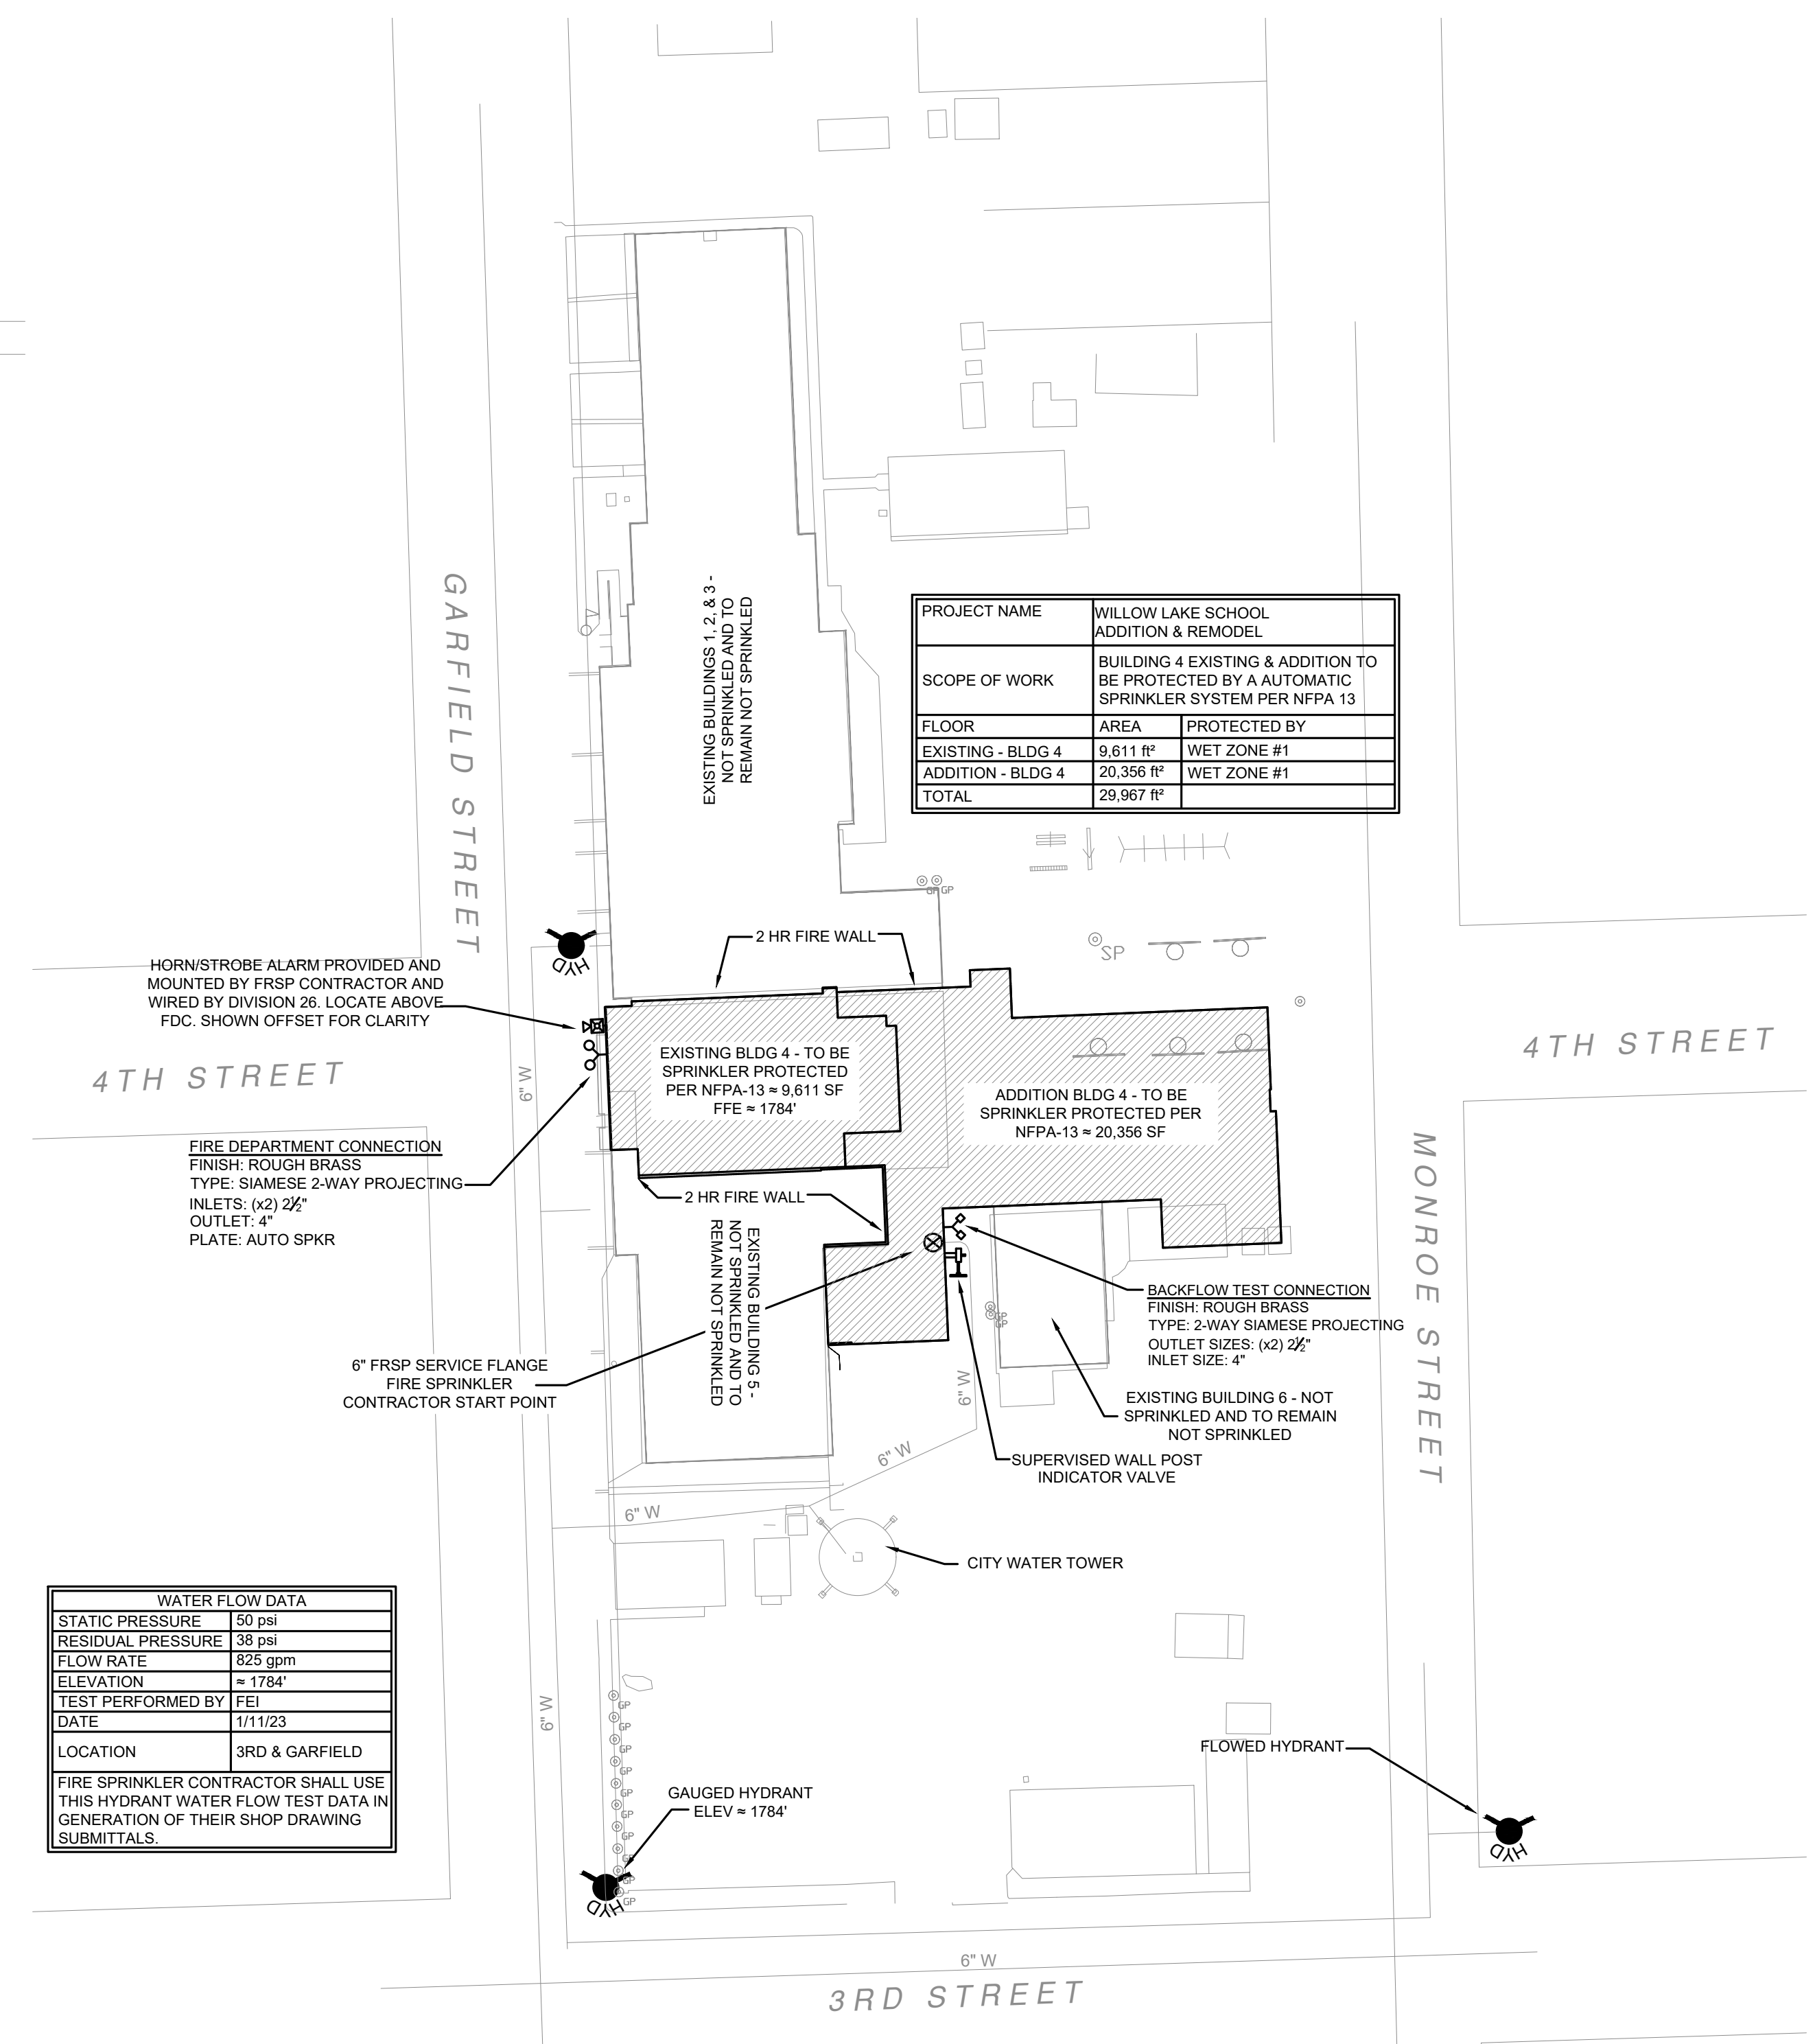 GARFIELD STREET
EXISTING BUILDINGS 1, 2, & 3 -
NOT SPRINKLED AND TO
REMAIN NOT SPRINKLED
PROJECT NAME
WILLOW LAKE SCHOOL
ADDITION & REMODEL
SCOPE OF WORK
BUILDING 4 EXISTING & ADDITION TO
BE PROTECTED BY A AUTOMATIC
SPRINKLER SYSTEM PER NFPA 13
FLOOR AREA PROTECTED BY
EXISTING - BLDG 4 9,611 ft² WET ZONE #1
ADDITION - BLDG 4 20,356 ft² WET ZONE #1
TOTAL 29,967 ft²
GP GP
SP
2 HR FIRE WALL
HYD
HORN/STROBE ALARM PROVIDED AND
MOUNTED BY FRSP CONTRACTOR AND
WIRED BY DIVISION 26. LOCATE ABOVE
FDC. SHOWN OFFSET FOR CLARITY
4TH STREET
4TH STREET
6" W
EXISTING BLDG 4 - TO BE
SPRINKLER PROTECTED
PER NFPA-13 ≈ 9,611 SF
FFE ≈ 1784'
ADDITION BLDG 4 - TO BE
SPRINKLER PROTECTED PER
NFPA-13 ≈ 20,356 SF
MONROE STREET
FIRE DEPARTMENT CONNECTION
FINISH: ROUGH BRASS
TYPE: SIAMESE 2-WAY PROJECTING
INLETS: (x2) 2½"
OUTLET: 4"
PLATE: AUTO SPKR
2 HR FIRE WALL
EXISTING BUILDING 5 -
NOT SPRINKLED AND TO
REMAIN NOT SPRINKLED
BACKFLOW TEST CONNECTION
FINISH: ROUGH BRASS
TYPE: 2-WAY SIAMESE PROJECTING
OUTLET SIZES: (x2) 2½"
INLET SIZE: 4"
GP
GP
6" FRSP SERVICE FLANGE
FIRE SPRINKLER
CONTRACTOR START POINT
6" W
EXISTING BUILDING 6 - NOT
SPRINKLED AND TO REMAIN
NOT SPRINKLED
6" W
SUPERVISED WALL POST
INDICATOR VALVE
6" W
CITY WATER TOWER
WATER FLOW DATA
STATIC PRESSURE 50 psi
RESIDUAL PRESSURE 38 psi
FLOW RATE 825 gpm
ELEVATION ≈ 1784'
TEST PERFORMED BY FEI
DATE 1/11/23
LOCATION 3RD & GARFIELD
FIRE SPRINKLER CONTRACTOR SHALL USE
THIS HYDRANT WATER FLOW TEST DATA IN
GENERATION OF THEIR SHOP DRAWING
SUBMITTALS.
6" W
GP
GP
GP
GP
GP
GP
GP
GP
GP
GP
GAUGED HYDRANT
ELEV ≈ 1784'
HYD
FLOWED HYDRANT
HYD
6" W
3RD STREET